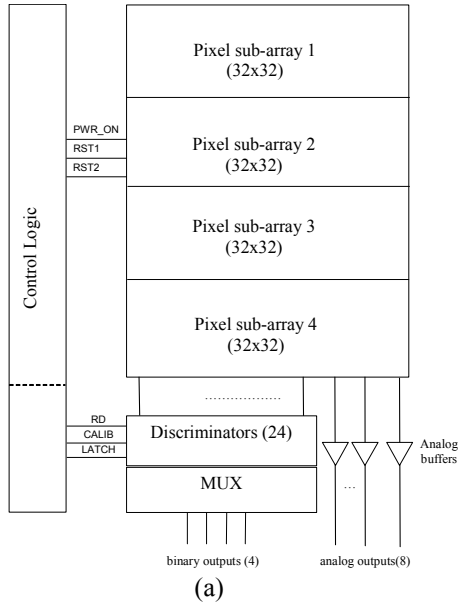 Pixel sub-array 1
(32x32)
PWR_ON
RST1
RST2
Pixel sub-array 2
(32x32)
Control Logic
Pixel sub-array 3
(32x32)
Pixel sub-array 4
(32x32)
..................
RD
CALIB
LATCH
Discriminators (24)
Analog
buffers
MUX
...
binary outputs (4)
analog outputs(8)
(a)